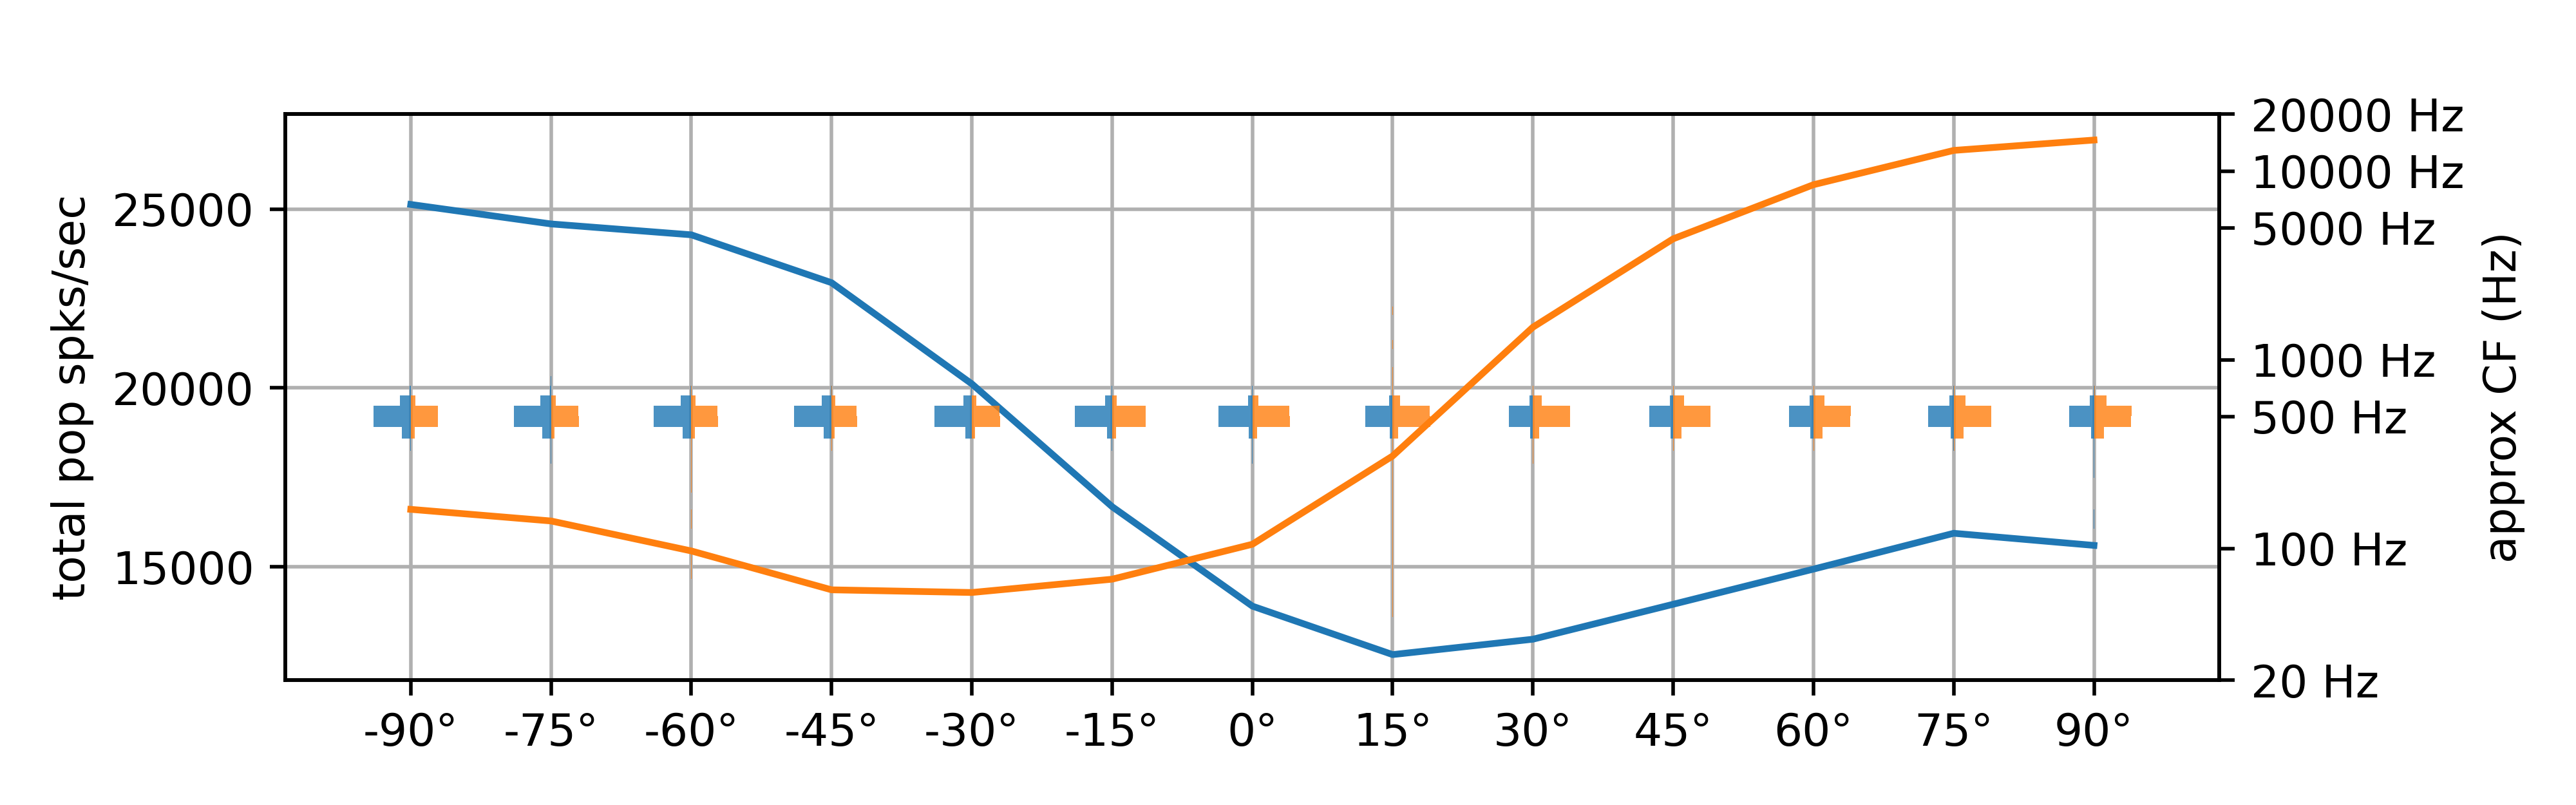 total pop spks/sec
25000
20000
15000
-90° -75° -60° -45° -30° -15° 0° 15° 30° 45° 60° 75° 90°
20000 Hz
10000 Hz
5000 Hz
1000 Hz
500 Hz
100 Hz
20 Hz
approx CF (Hz)